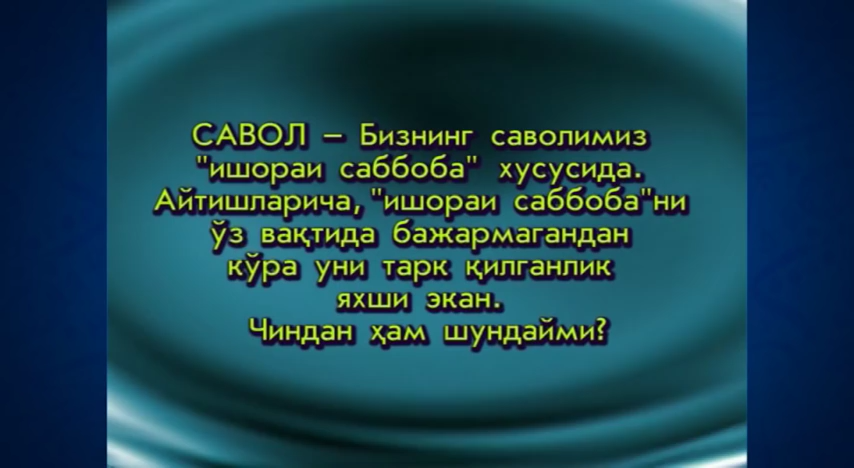 САВОЛ – Бизнинг саволимиз
"ишораи саббоба" хусусида.
Айтишларича, "ишораи саббоба"ни
ўз вақтида бажармагандан
кўра уни тарк қилганлик
яхши экан.
Чиндан ҳам шундайми?